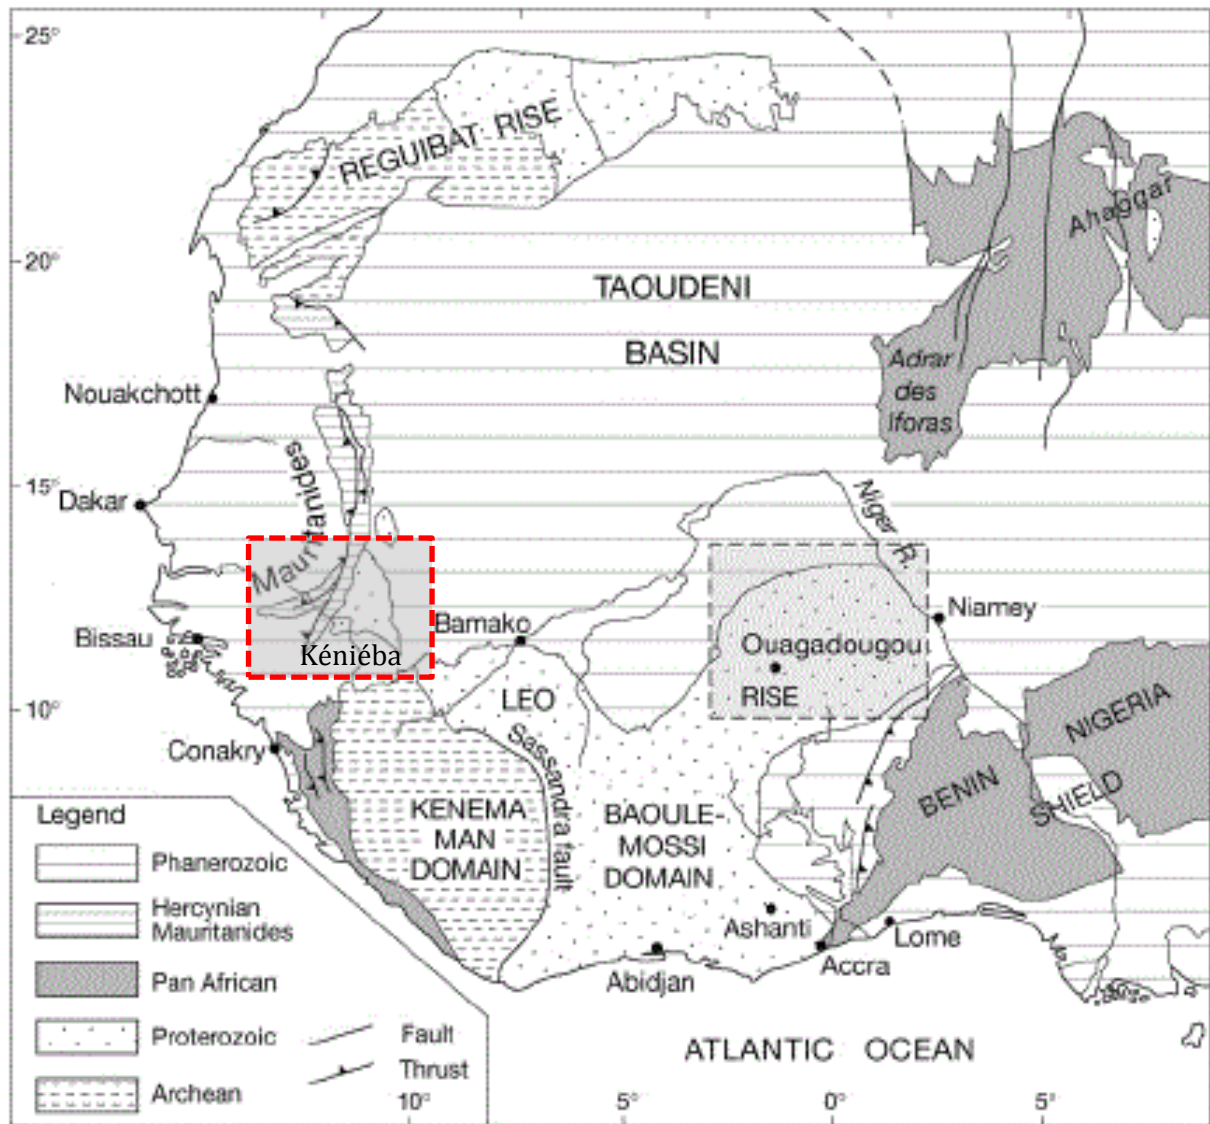 25°
REGUIBAT RISE
Ahaggar
20°
TAOUDENI
BASIN
Adrar
des
Iforas
Nouakchott
Mauritanides
15°
Dakar
Niger R.
Niamey
Bamako
Bissau
Kéniéba
Ouagadougou
RISE
LEO
10°
NIGERIA
Conakry
Sassandra fault
BENIN
SHIELD
KENEMA
MAN
DOMAIN
BAOULE-
MOSSI
DOMAIN
Ashanti
Lome
Accra
Abidjan
ATLANTIC OCEAN
Legend
Phanerozoic
Hercynian
Mauritanides
Pan African
Proterozoic
Archean
Fault
Thrust
10°
5°
0°
5°